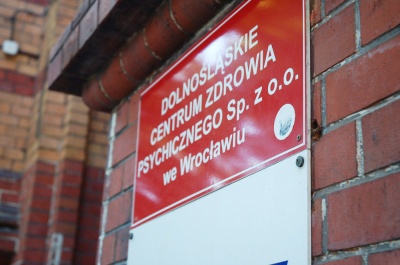 DOLNOŚLĄSKIE
CENTRUM ZDROWIA
PSYCHICZNEGO Sp. z o.o.
we Wrocławiu